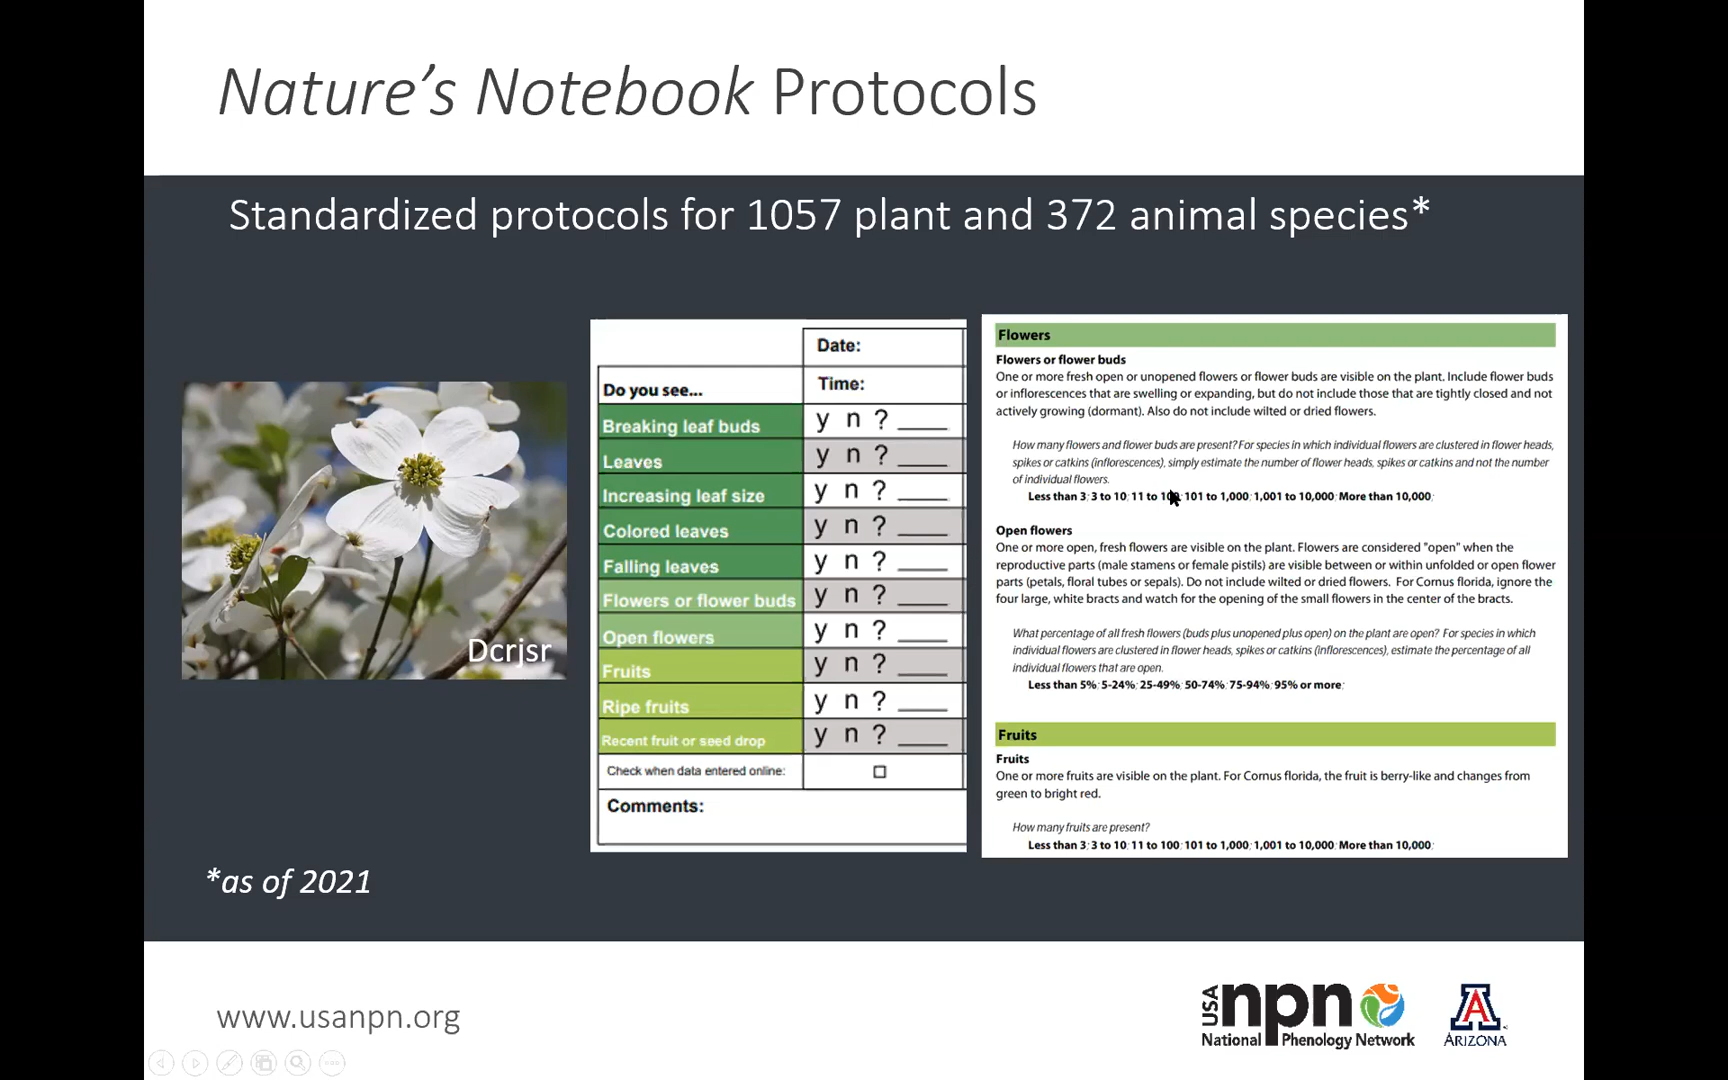 Nature's Notebook Protocols
Standardized protocols for 1057 plant and 372 animal species*
Dcrjsr
Date:
Do you see... Time:
Breaking leaf buds y n ? ____
Leaves y n ? ____
Increasing leaf size y n ? ____
Colored leaves y n ? ____
Falling leaves y n ? ____
Flowers or flower buds y n ? ____
Open flowers y n ? ____
Fruits y n ? ____
Ripe fruits y n ? ____
Recent fruit or seed drop y n ? ____
Check when data entered online:
Comments:
Flowers
Flowers or flower buds
One or more fresh open or unopened flowers or flower buds are visible on the plant. Include flower buds
or inflorescences that are swelling or expanding, but do not include those that are tightly closed and not
actively growing (dormant). Also do not include wilted or dried flowers.
How many flowers and flower buds are present? For species in which individual flowers are clustered in flower heads,
spikes or catkins (inflorescences), simply estimate the number of flower heads, spikes or catkins and not the number
of individual flowers.
Less than 3; 3 to 10; 11 to 100; 101 to 1,000; 1,001 to 10,000; More than 10,000;
Open flowers
One or more open, fresh flowers are visible on the plant. Flowers are considered "open" when the
reproductive parts (male stamens or female pistils) are visible between or within unfolded or open flower
parts (petals, floral tubes or sepals). Do not include wilted or dried flowers. For Cornus florida, ignore the
four large, white bracts and watch for the opening of the small flowers in the center of the bracts.
What percentage of all fresh flowers (buds plus unopened plus open) on the plant are open? For species in which
individual flowers are clustered in flower heads, spikes or catkins (inflorescences), estimate the percentage of all
individual flowers that are open.
Less than 5%; 5-24%; 25-49%; 50-74%; 75-94%; 95% or more;
Fruits
Fruits
One or more fruits are visible on the plant. For Cornus florida, the fruit is berry-like and changes from
green to bright red.
How many fruits are present?
Less than 3; 3 to 10; 11 to 100; 101 to 1,000; 1,001 to 10,000; More than 10,000;
*as of 2021
www.usanpn.org
USA npn
National Phenology Network
A
ARIZONA